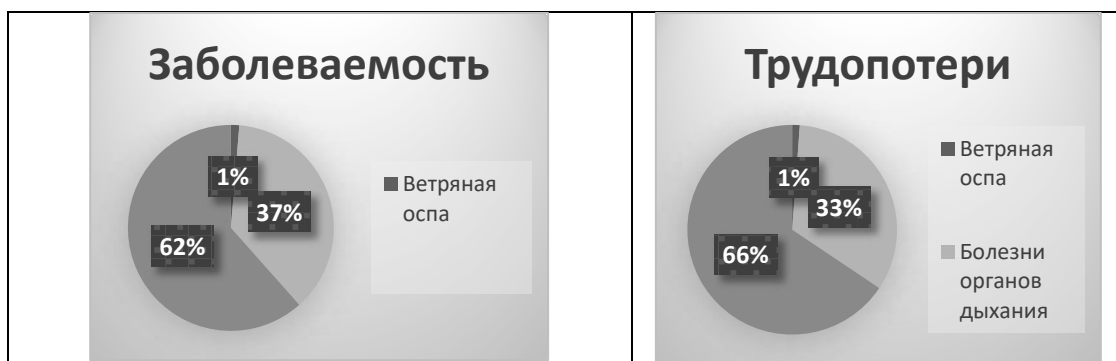 Заболеваемость
1%
37%
62%
Ветряная
оспа
Трудопотери
1%
33%
66%
Ветряная
оспа
Болезни
органов
дыхания